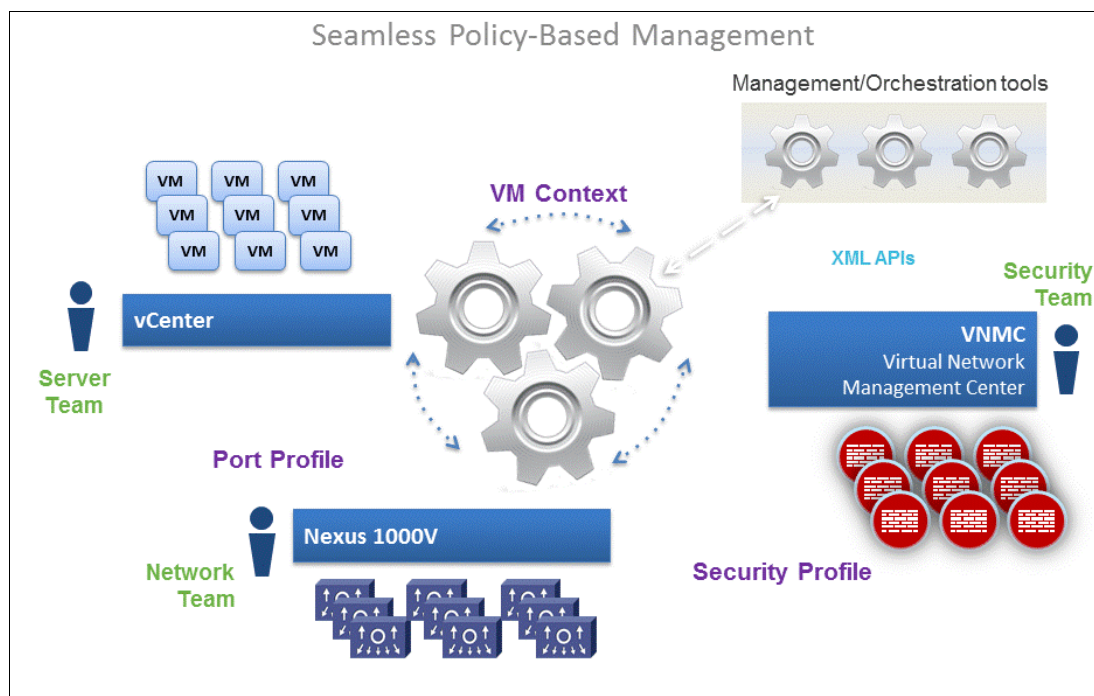 Seamless Policy-Based Management
Management/Orchestration tools
VM VM VM
VM VM VM
VM VM VM
VM Context
XML APIs
Security
Team
vCenter
VNMC
Virtual Network
Management Center
Server
Team
Port Profile
Nexus 1000V
Network
Team
Security Profile